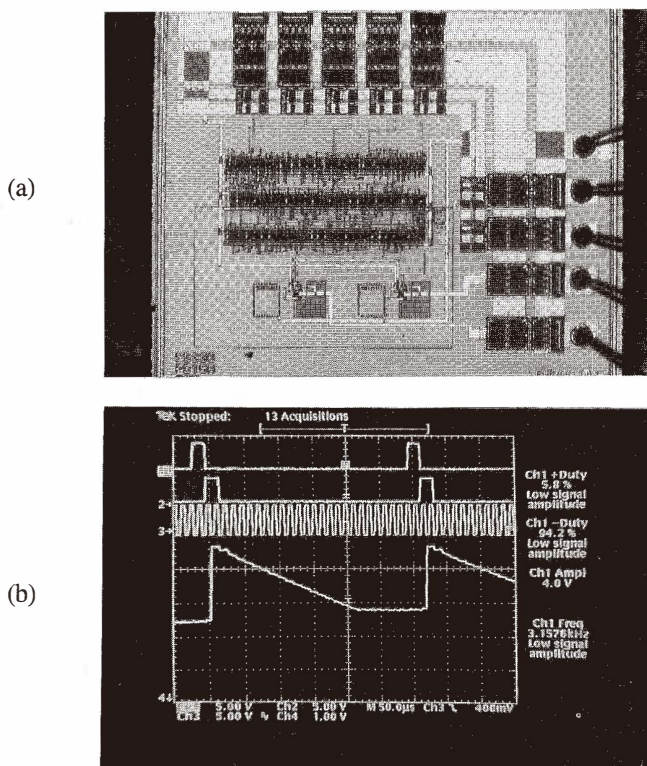 (a)
(b)
Stopped: 13 Acquisitions
2→
3→
4↓
Ch1 +Duty
5.8 %
Low signal
amplitude
Ch1 −Duty
94.2 %
Low signal
amplitude
Ch1 Ampl
4.0 V
Ch1 Freq
3.1576kHz
Low signal
amplitude
5.00 V Ch2 5.00 V M 50.0µs Ch3 400mV
Ch3 5.00 V Ch4 1.00 V